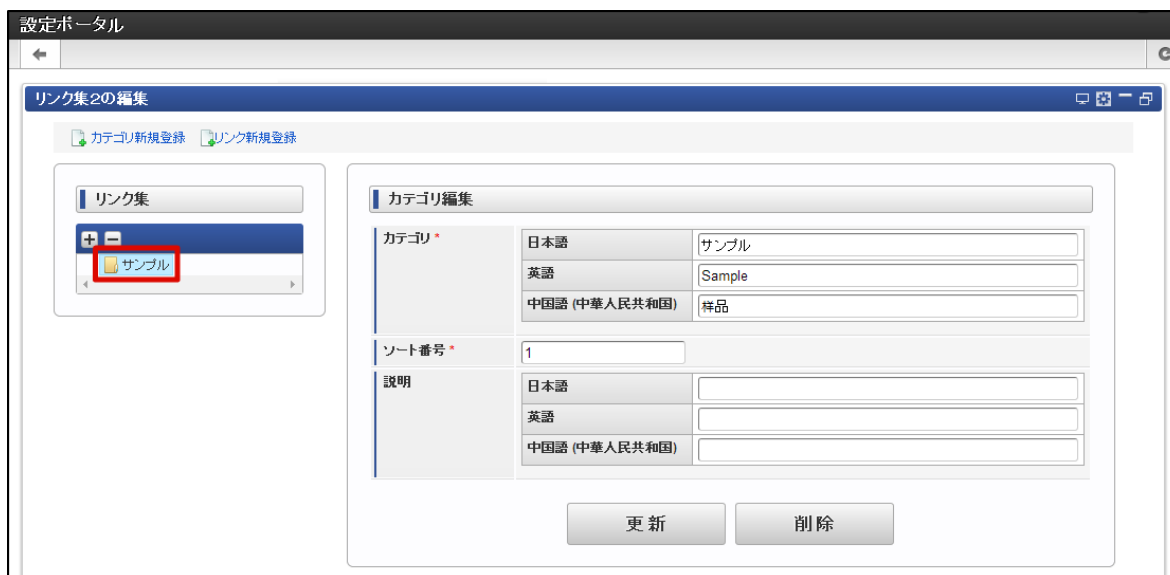 設定ポータル
リンク集2の編集
カテゴリ新規登録 リンク新規登録
リンク集
サンプル
カテゴリ編集
カテゴリ *
日本語 サンプル
英語 Sample
中国語 (中華人民共和国) 样品
ソート番号 * 1
説明
日本語
英語
中国語 (中華人民共和国)
更新 削除